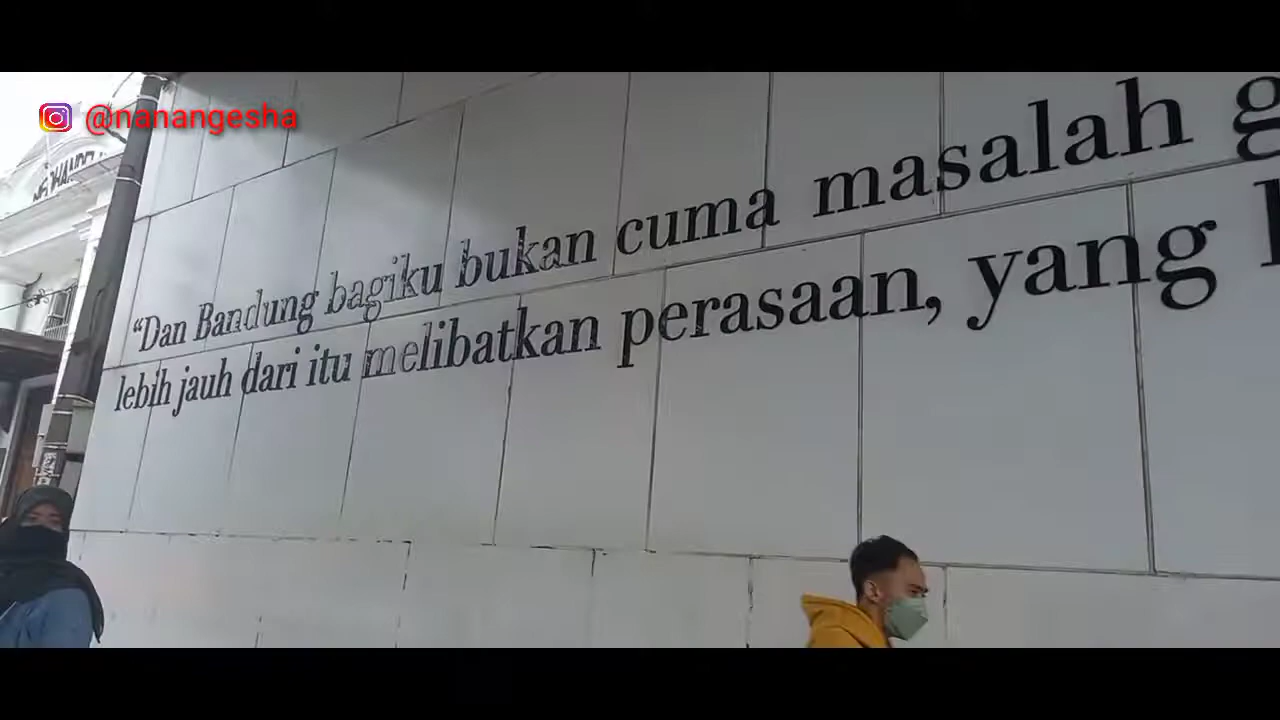 @nanangesha
“Dan Bandung bagiku bukan cuma masalah g
lebih jauh dari itu melibatkan perasaan, yang